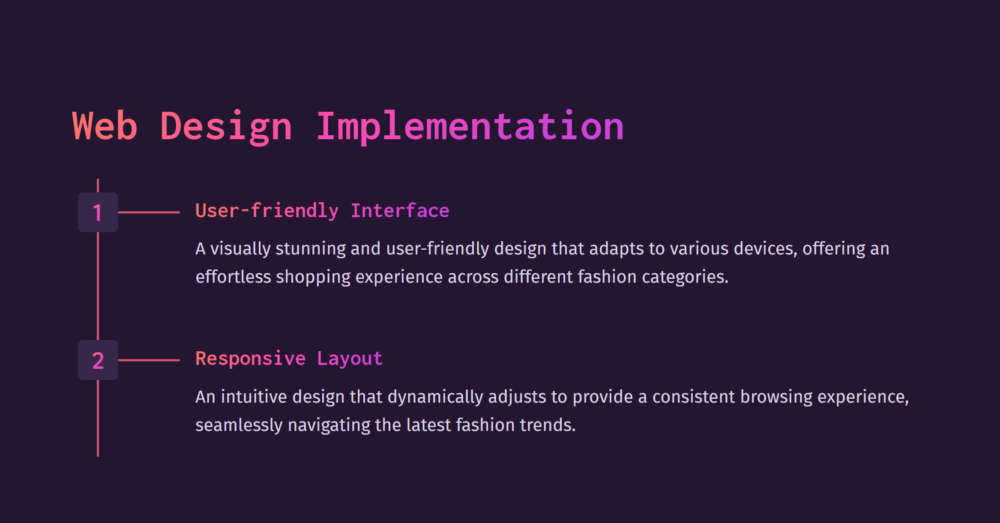 Web Design Implementation
1
User-friendly Interface
A visually stunning and user-friendly design that adapts to various devices, offering an
effortless shopping experience across different fashion categories.
2
Responsive Layout
An intuitive design that dynamically adjusts to provide a consistent browsing experience,
seamlessly navigating the latest fashion trends.